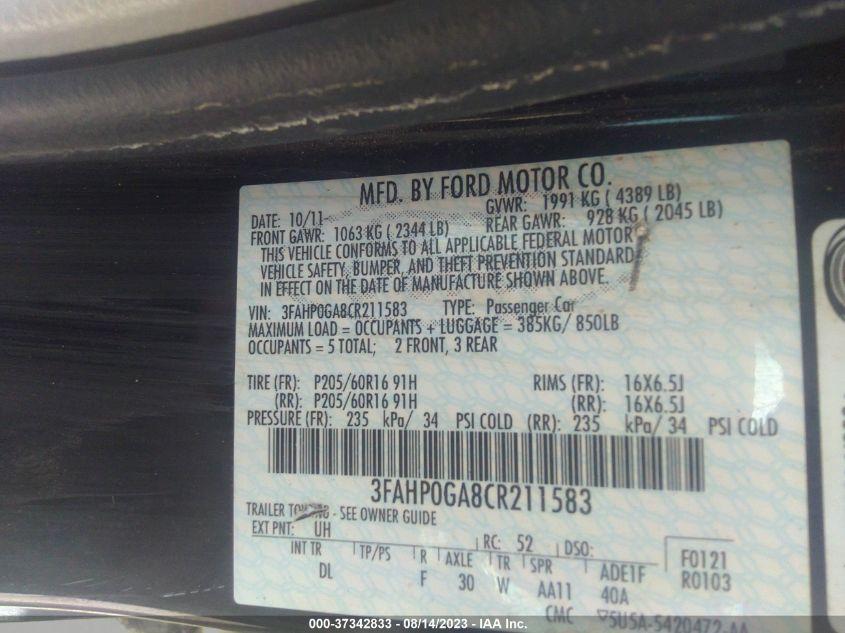 MFD. BY FORD MOTOR CO.
DATE: 10/11 GVWR: 1991 KG ( 4389 LB)
FRONT GAWR: 1063 KG ( 2344 LB) REAR GAWR: 928 KG ( 2045 LB)
THIS VEHICLE CONFORMS TO ALL APPLICABLE FEDERAL MOTOR
VEHICLE SAFETY, BUMPER, AND THEFT PREVENTION STANDARD
IN EFFECT ON THE DATE OF MANUFACTURE SHOWN ABOVE.
VIN: 3FAHP0GA8CR211583 TYPE: Passenger Car
MAXIMUM LOAD = OCCUPANTS + LUGGAGE = 385KG/ 850LB
OCCUPANTS = 5 TOTAL; 2 FRONT, 3 REAR
TIRE (FR): P205/60R16 91H RIMS (FR): 16X6.5J
(RR): P205/60R16 91H (RR): 16X6.5J
PRESSURE (FR): 235 kPa/ 34 PSI COLD (RR): 235 kPa/ 34 PSI COLD
3FAHP0GA8CR211583
TRAILER TOWING - SEE OWNER GUIDE
EXT PNT: UH RC: 52 DSO: F0121
INT TR TP/PS R AXLE TR SPR ADE1F R0103
DL F 30 W AA11 40A
CMC ▽5U5A-5420472-AA
000-37342833 - 08/14/2023 - IAA Inc.